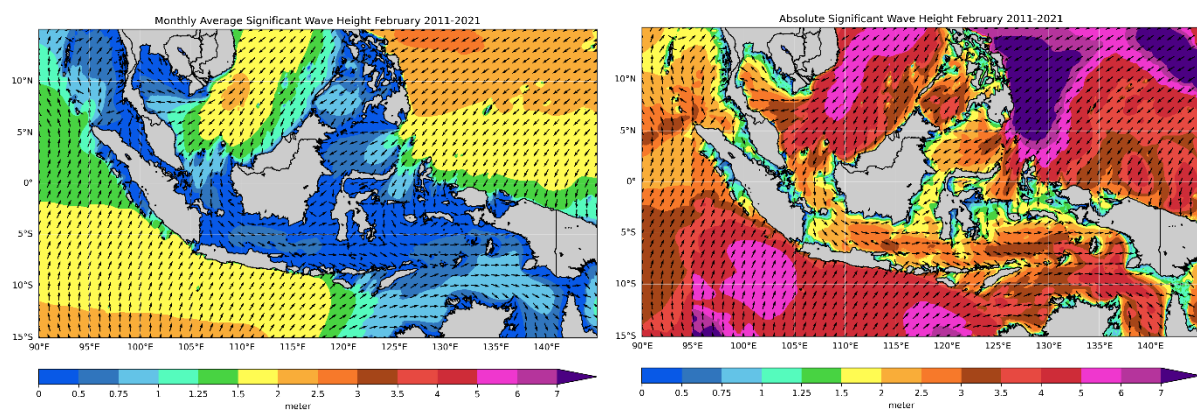 Monthly Average Significant Wave Height February 2011-2021
10°N
5°N
0°
5°S
10°S
15°S
90°E 95°E 100°E 105°E 110°E 115°E 120°E 125°E 130°E 135°E 140°E
0 0.5 0.75 1 1.25 1.5 2 2.5 3 3.5 4 5 6 7
meter
Absolute Significant Wave Height February 2011-2021
10°N
5°N
0°
5°S
10°S
15°S
90°E 95°E 100°E 105°E 110°E 115°E 120°E 125°E 130°E 135°E 140°E
0 0.5 0.75 1 1.25 1.5 2 2.5 3 3.5 4 5 6 7
meter